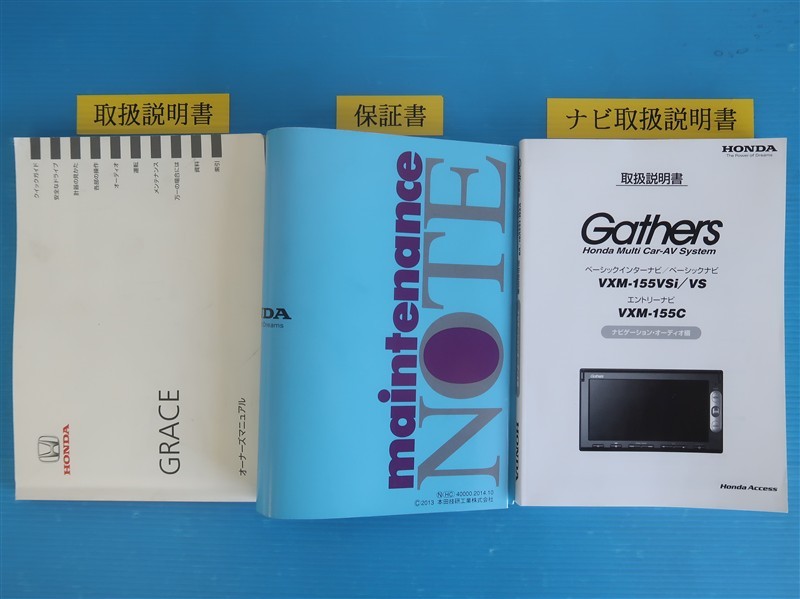 取扱説明書
保証書
ナビ取扱説明書
クイックガイド
安全なドライブ
計器の見かた
各部の操作
オーディオ
運転
メンテナンス
万一の場合には
資料
索引
HONDA
GRACE
オーナーズマニュアル
maintenance
NOTE
NDA
Dreams
N HC 40000.2014.10
©2013 本田技研工業株式会社
HONDA
HONDA
The Power of Dreams
取扱説明書
Gathers
Honda Multi Car-AV System
ベーシックインターナビ/ベーシックナビ
VXM-155VSi/VS
エントリーナビ
VXM-155C
ナビゲーション・オーディオ編
Honda Access